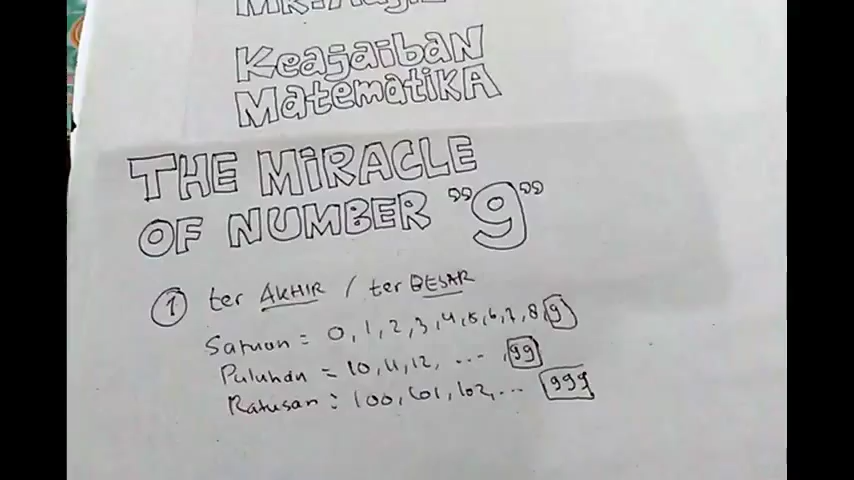 Keajaiban
Matematika
THE MIRACLE
OF NUMBER "9"
① ter AKHIR / ter BESAR
Satuan = 0, 1, 2, 3, 4, 5, 6, 7, 8, 9
Puluhan = 10, 11, 12, ... , 99
Ratusan = 100, 101, 102, ... 999